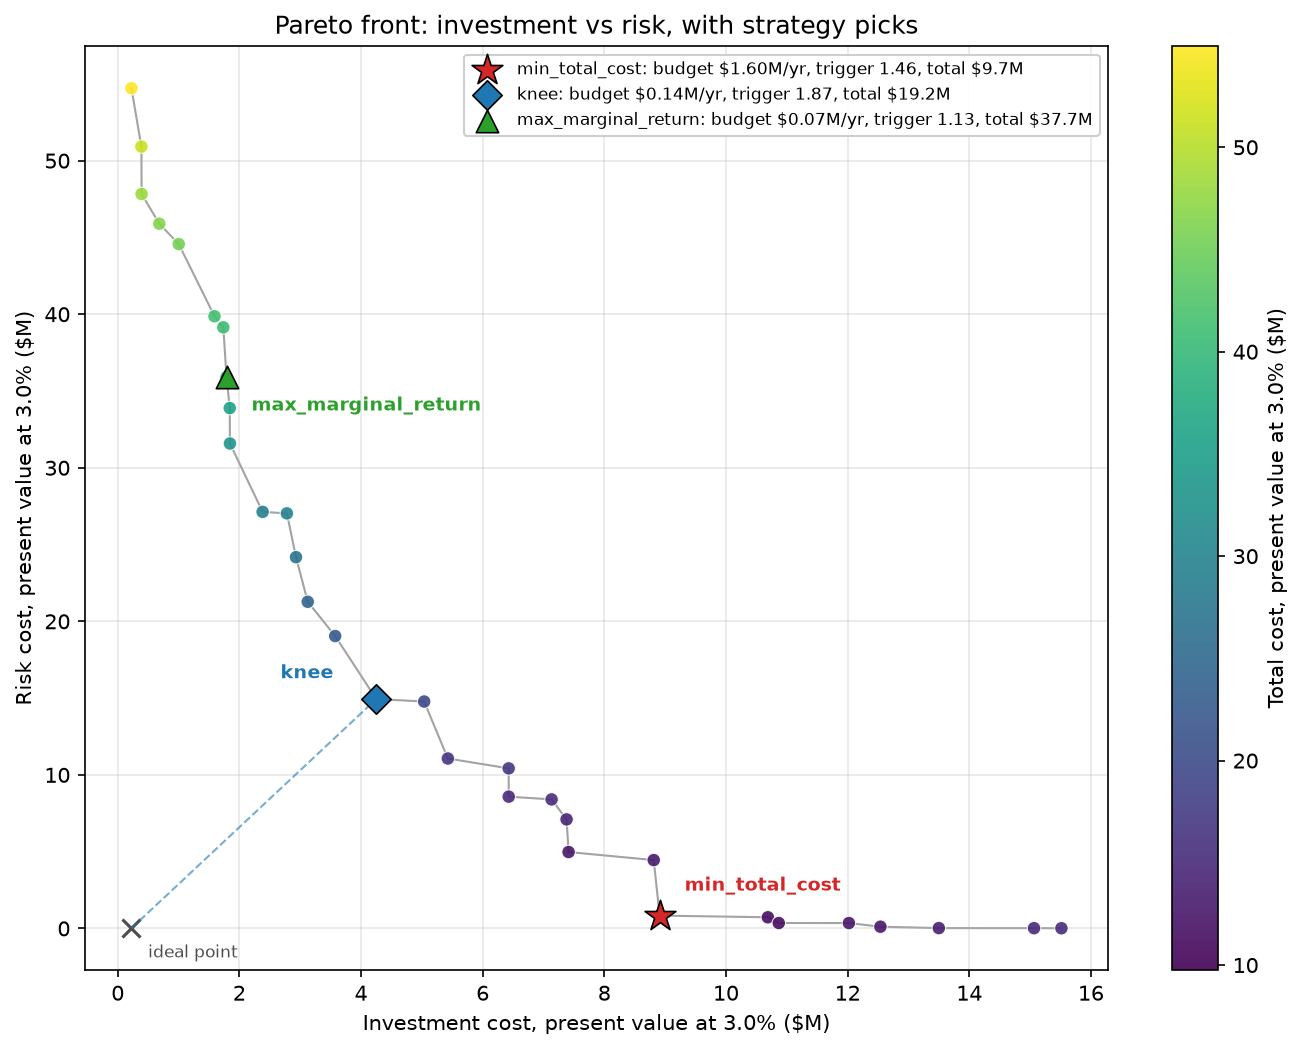 Pareto front: investment vs risk, with strategy picks
min_total_cost: budget $1.60M/yr, trigger 1.46, total $9.7M
knee: budget $0.14M/yr, trigger 1.87, total $19.2M
max_marginal_return: budget $0.07M/yr, trigger 1.13, total $37.7M
Risk cost, present value at 3.0% ($M)
50
40
30
20
10
0
max_marginal_return
knee
min_total_cost
ideal point
0 2 4 6 8 10 12 14 16
Investment cost, present value at 3.0% ($M)
50
40
30
20
10
Total cost, present value at 3.0% ($M)